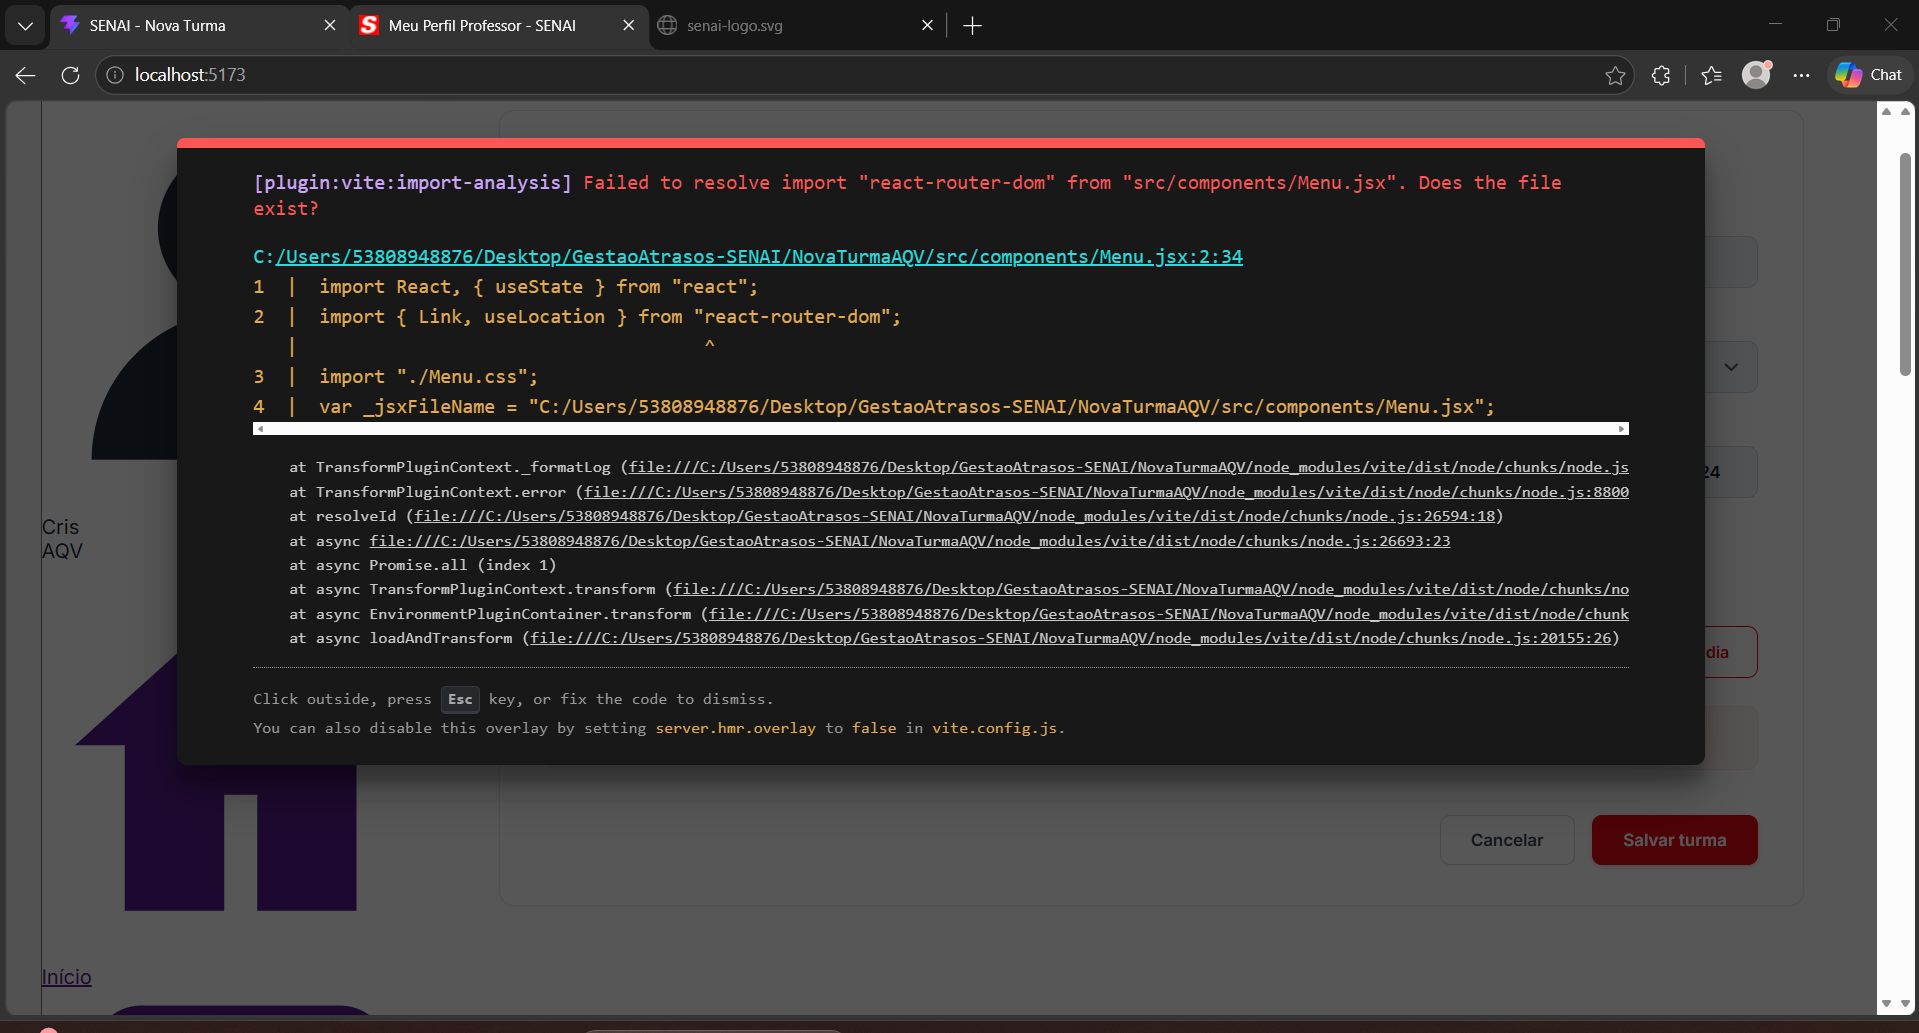 SENAI - Nova Turma
Meu Perfil Professor - SENAI
senai-logo.svg
localhost:5173
Chat
[plugin:vite:import-analysis] Failed to resolve import "react-router-dom" from "src/components/Menu.jsx". Does the file
exist?
C:/Users/53808948876/Desktop/GestaoAtrasos-SENAI/NovaTurmaAQV/src/components/Menu.jsx:2:34
1 | import React, { useState } from "react";
2 | import { Link, useLocation } from "react-router-dom";
| ^
3 | import "./Menu.css";
4 | var _jsxFileName = "C:/Users/53808948876/Desktop/GestaoAtrasos-SENAI/NovaTurmaAQV/src/components/Menu.jsx";
at TransformPluginContext._formatLog (file:///C:/Users/53808948876/Desktop/GestaoAtrasos-SENAI/NovaTurmaAQV/node_modules/vite/dist/node/chunks/node.js
at TransformPluginContext.error (file:///C:/Users/53808948876/Desktop/GestaoAtrasos-SENAI/NovaTurmaAQV/node_modules/vite/dist/node/chunks/node.js:8800
at resolveId (file:///C:/Users/53808948876/Desktop/GestaoAtrasos-SENAI/NovaTurmaAQV/node_modules/vite/dist/node/chunks/node.js:26594:18)
at async file:///C:/Users/53808948876/Desktop/GestaoAtrasos-SENAI/NovaTurmaAQV/node_modules/vite/dist/node/chunks/node.js:26693:23
at async Promise.all (index 1)
at async TransformPluginContext.transform (file:///C:/Users/53808948876/Desktop/GestaoAtrasos-SENAI/NovaTurmaAQV/node_modules/vite/dist/node/chunks/no
at async EnvironmentPluginContainer.transform (file:///C:/Users/53808948876/Desktop/GestaoAtrasos-SENAI/NovaTurmaAQV/node_modules/vite/dist/node/chunk
at async loadAndTransform (file:///C:/Users/53808948876/Desktop/GestaoAtrasos-SENAI/NovaTurmaAQV/node_modules/vite/dist/node/chunks/node.js:20155:26)
Click outside, press Esc key, or fix the code to dismiss.
You can also disable this overlay by setting server.hmr.overlay to false in vite.config.js.
24
Cris
AQV
dia
Cancelar
Salvar turma
Início